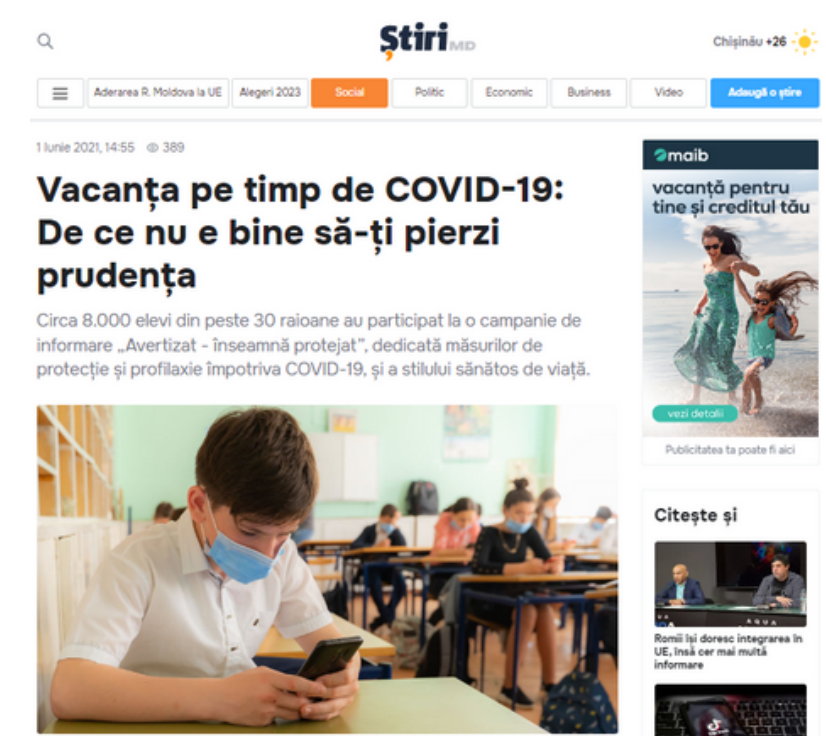 Știri MD
Chișinău +26
Aderarea R. Moldova la UE
Alegeri 2023
Social
Politic
Economic
Business
Video
Adaugă o știre
1 Iunie 2021, 14:55 389
Vacanța pe timp de COVID-19:
De ce nu e bine să-ți pierzi
prudența
Circa 8.000 elevi din peste 30 raioane au participat la o campanie de
informare „Avertizat - înseamnă protejat”, dedicată măsurilor de
protecție și profilaxie împotriva COVID-19, și a stilului sănătos de viață.
maib
vacanță pentru
tine și creditul tău
vezi detalii
Publicitatea ta poate fi aici
Citește și
AQUA
Romii își doresc integrarea în
UE, însă cer mai multă
informare